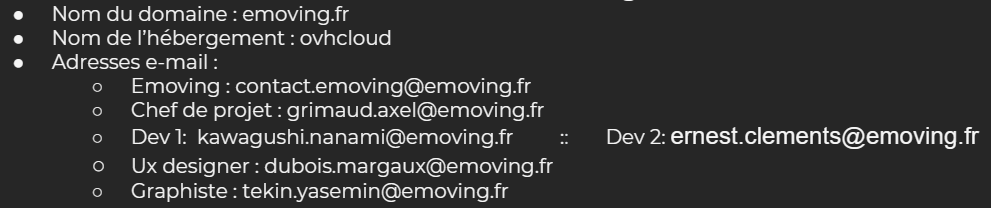 ● Nom du domaine : emoving.fr
● Nom de l'hébergement : ovhcloud
● Adresses e-mail :
○ Emoving : contact.emoving@emoving.fr
○ Chef de projet : grimaud.axel@emoving.fr
○ Dev 1: kawagushi.nanami@emoving.fr :: Dev 2: ernest.clements@emoving.fr
○ Ux designer : dubois.margaux@emoving.fr
○ Graphiste : tekin.yasemin@emoving.fr